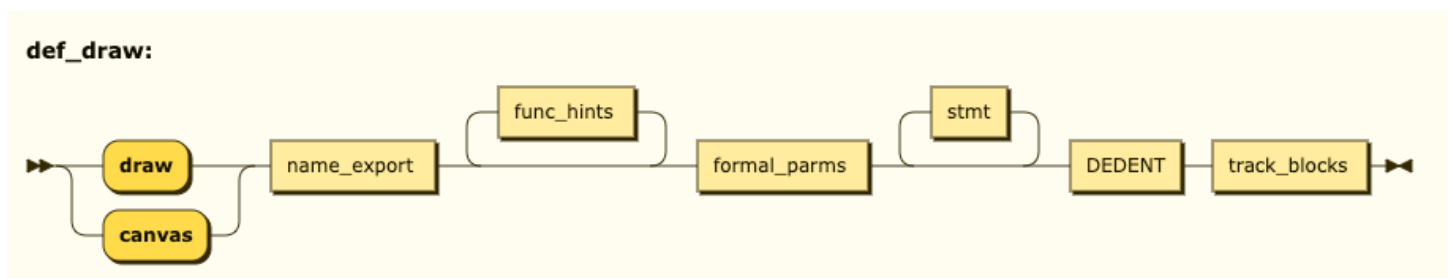 def_draw:
func_hints
stmt
draw
name_export
formal_parms
DEDENT
track_blocks
canvas